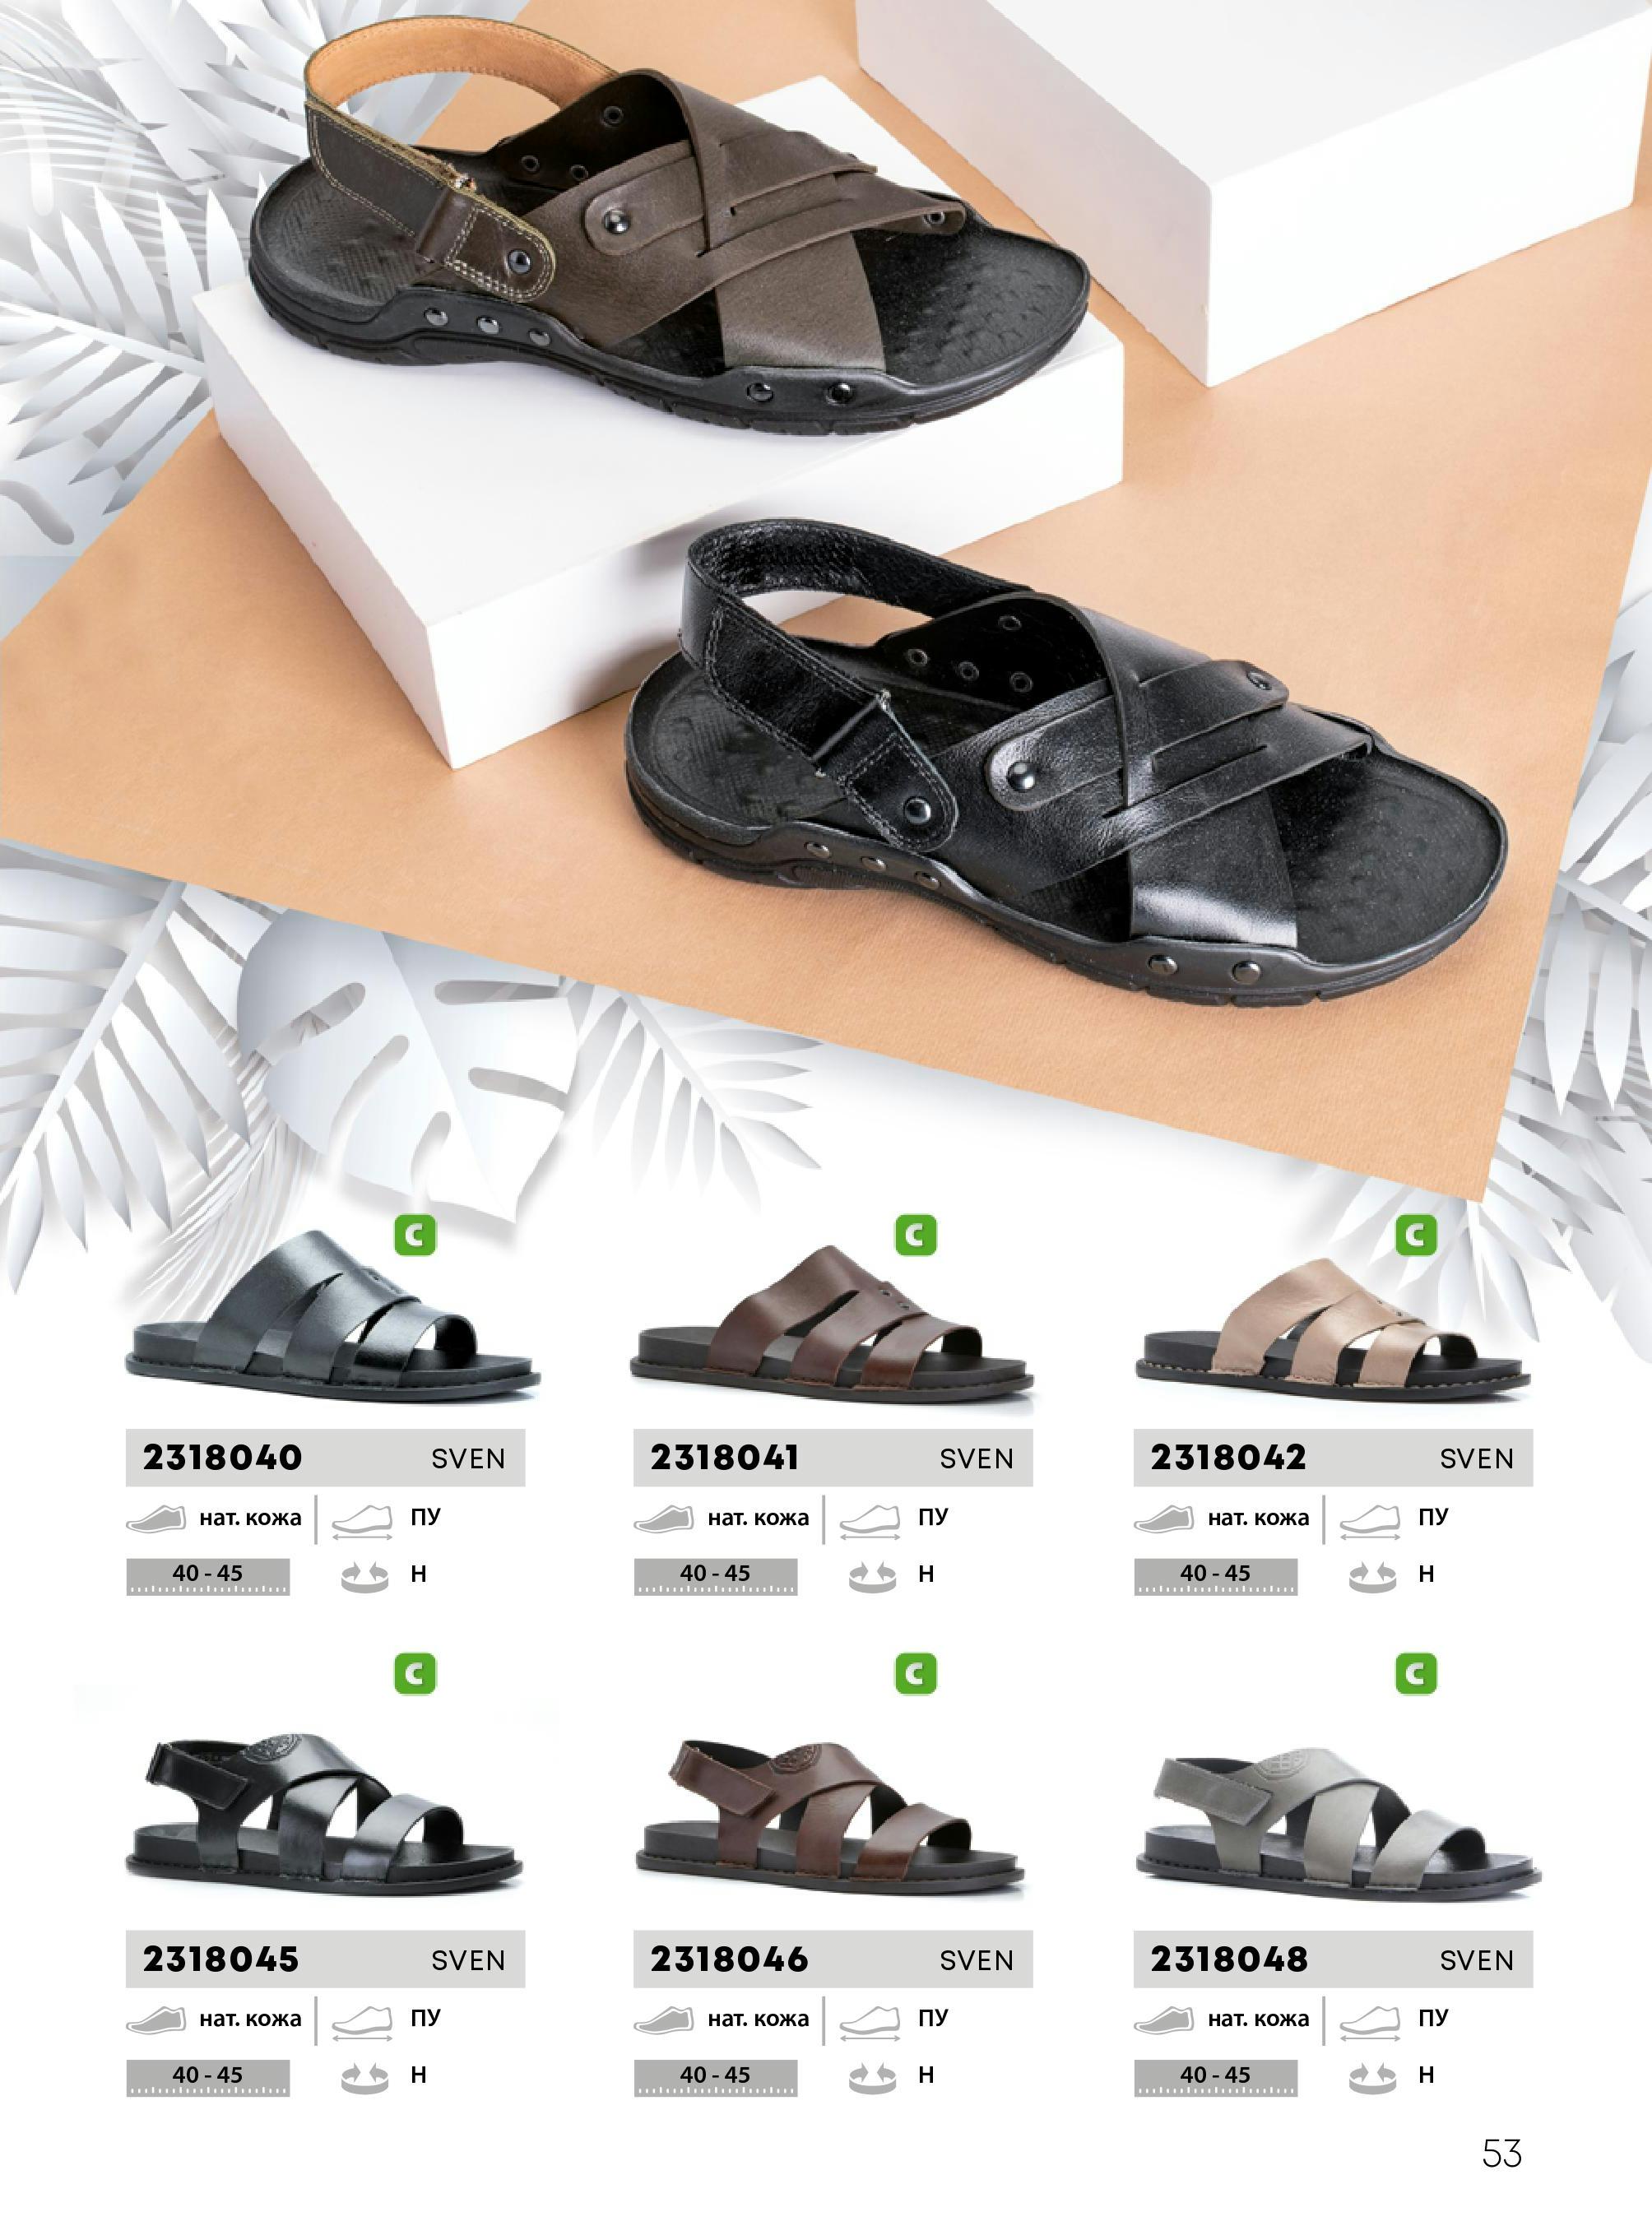 C C C
2318040 SVEN 2318041 SVEN 2318042 SVEN
нат. кожа ПУ нат. кожа ПУ нат. кожа ПУ
40 - 45 Н 40 - 45 Н 40 - 45 Н
C C C
2318045 SVEN 2318046 SVEN 2318048 SVEN
нат. кожа ПУ нат. кожа ПУ нат. кожа ПУ
40 - 45 Н 40 - 45 Н 40 - 45 Н
53